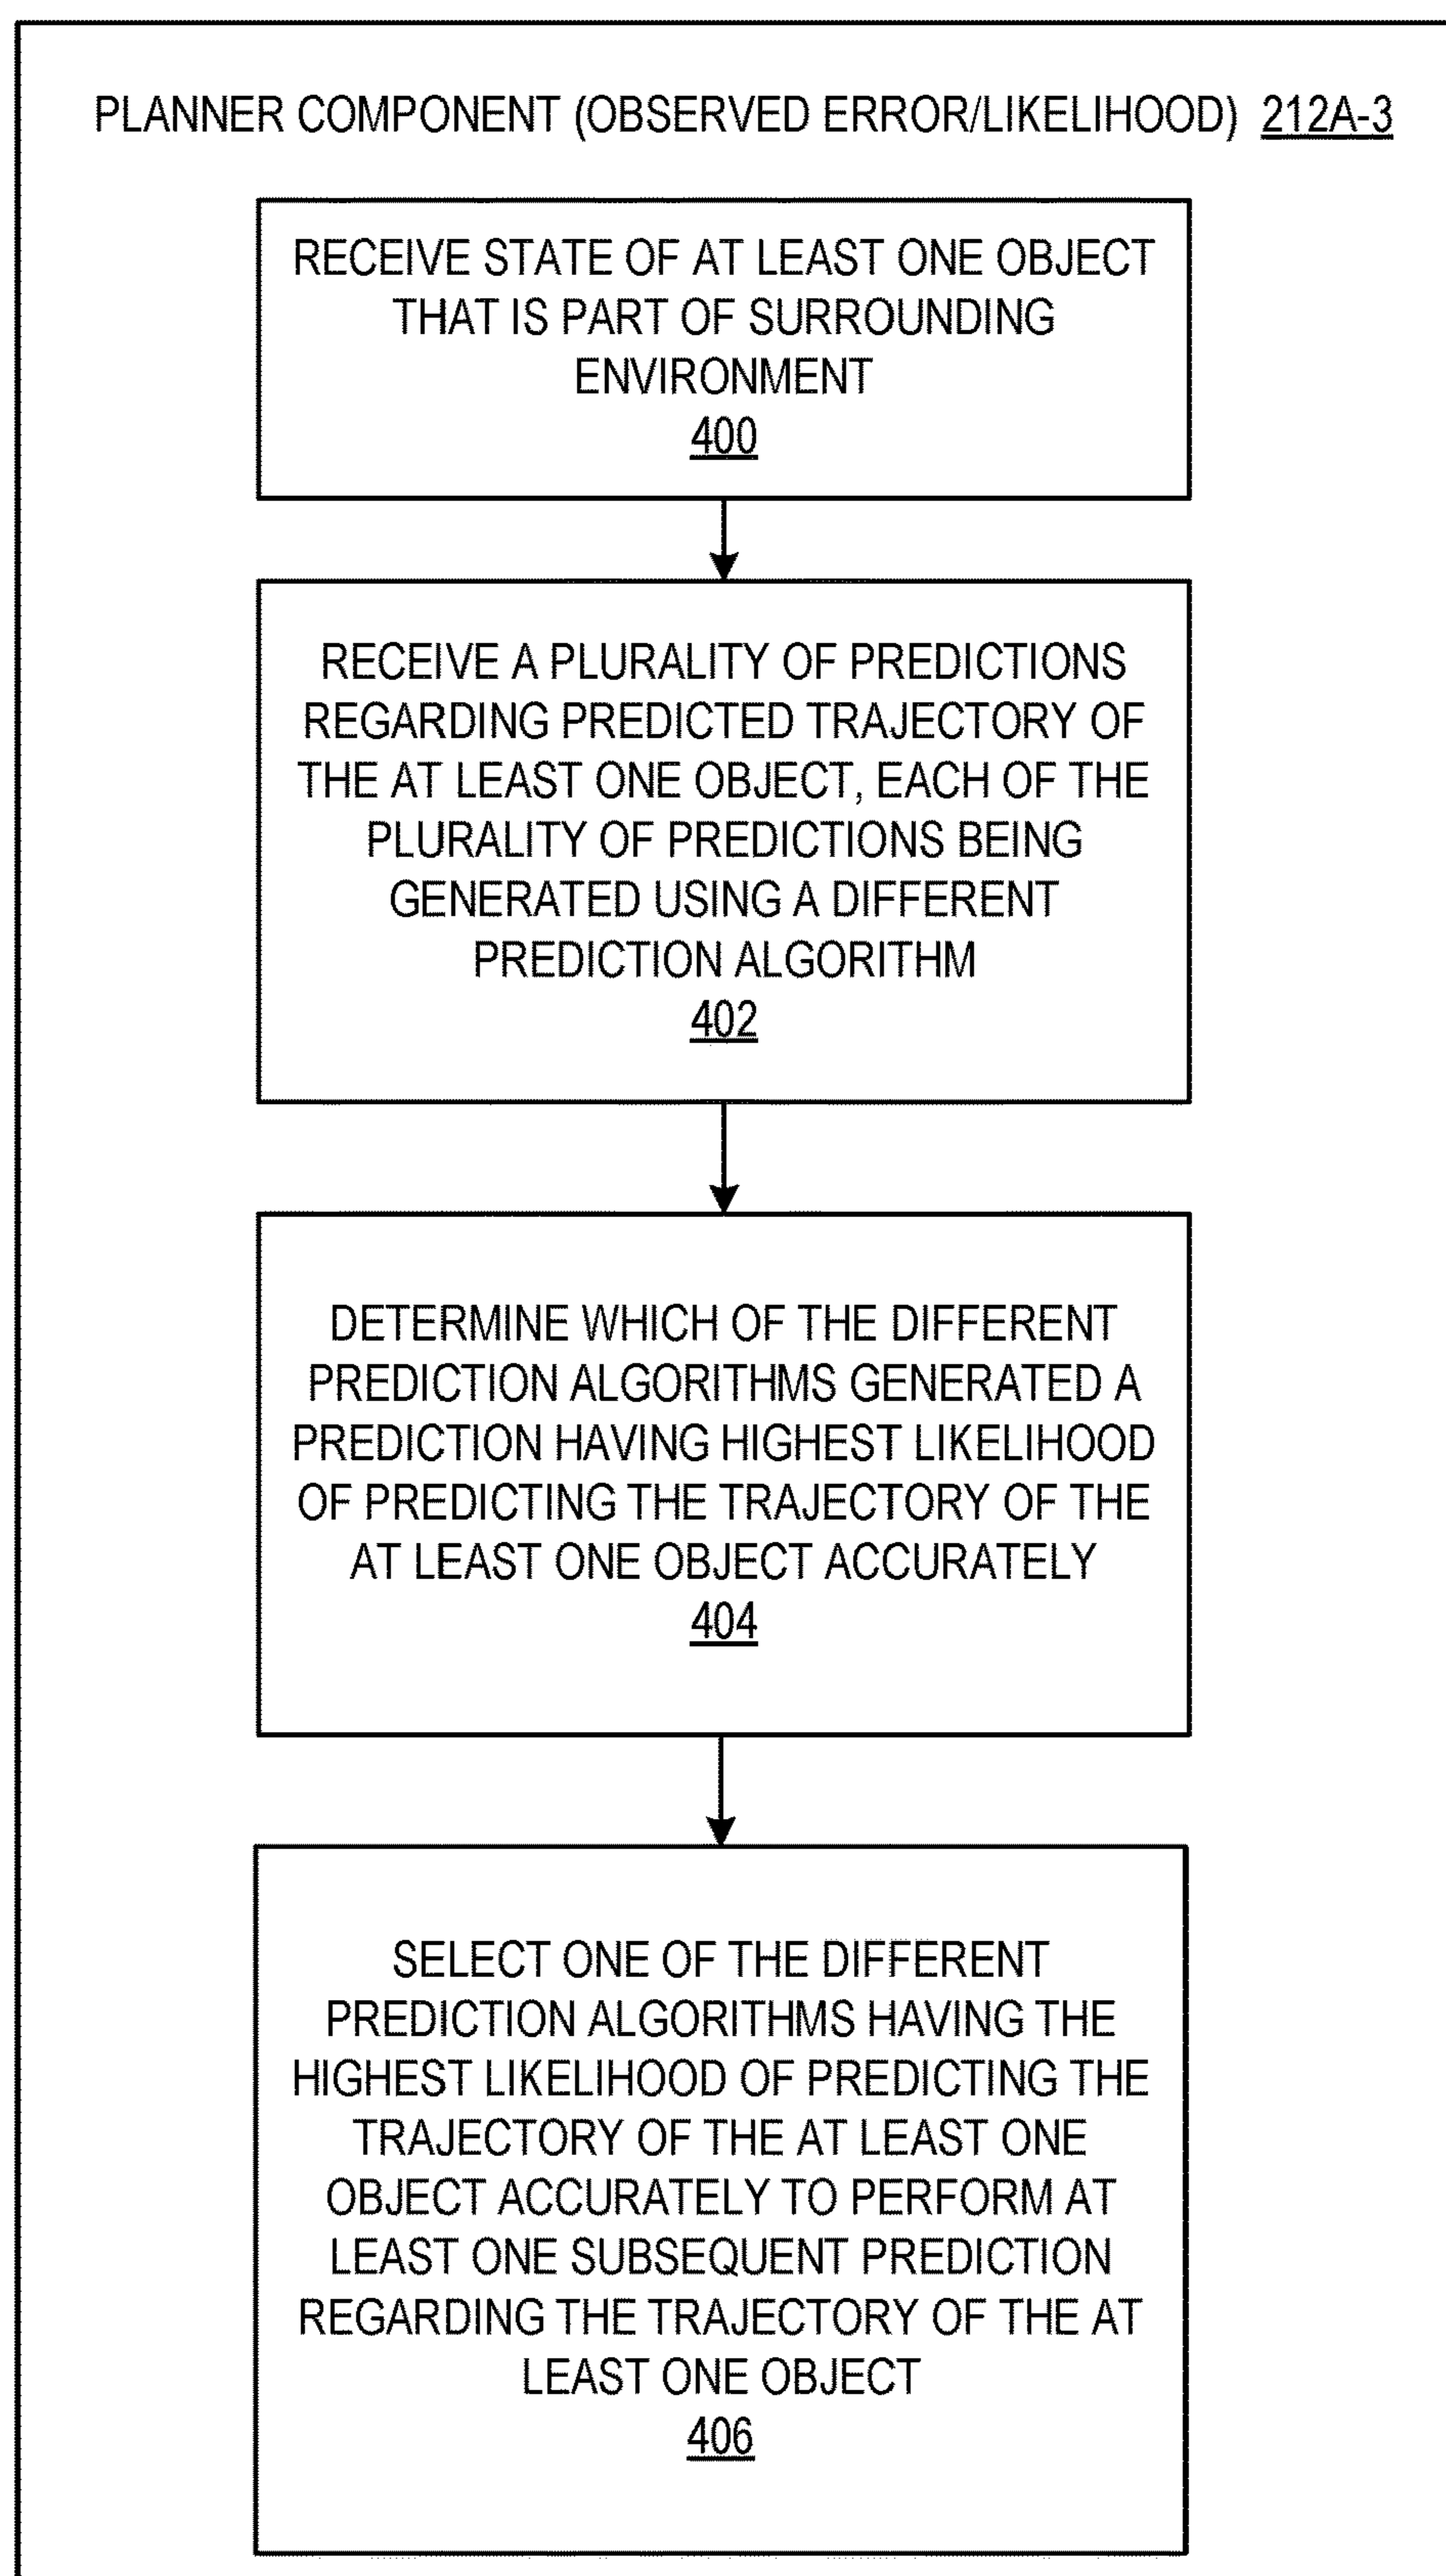 PLANNER COMPONENT (OBSERVED ERROR/LIKELIHOOD) 212A-3
RECEIVE STATE OF AT LEAST ONE OBJECT
THAT IS PART OF SURROUNDING
ENVIRONMENT
400
RECEIVE A PLURALITY OF PREDICTIONS
REGARDING PREDICTED TRAJECTORY OF
THE AT LEAST ONE OBJECT, EACH OF THE
PLURALITY OF PREDICTIONS BEING
GENERATED USING A DIFFERENT
PREDICTION ALGORITHM
402
DETERMINE WHICH OF THE DIFFERENT
PREDICTION ALGORITHMS GENERATED A
PREDICTION HAVING HIGHEST LIKELIHOOD
OF PREDICTING THE TRAJECTORY OF THE
AT LEAST ONE OBJECT ACCURATELY
404
SELECT ONE OF THE DIFFERENT
PREDICTION ALGORITHMS HAVING THE
HIGHEST LIKELIHOOD OF PREDICTING THE
TRAJECTORY OF THE AT LEAST ONE
OBJECT ACCURATELY TO PERFORM AT
LEAST ONE SUBSEQUENT PREDICTION
REGARDING THE TRAJECTORY OF THE AT
LEAST ONE OBJECT
406